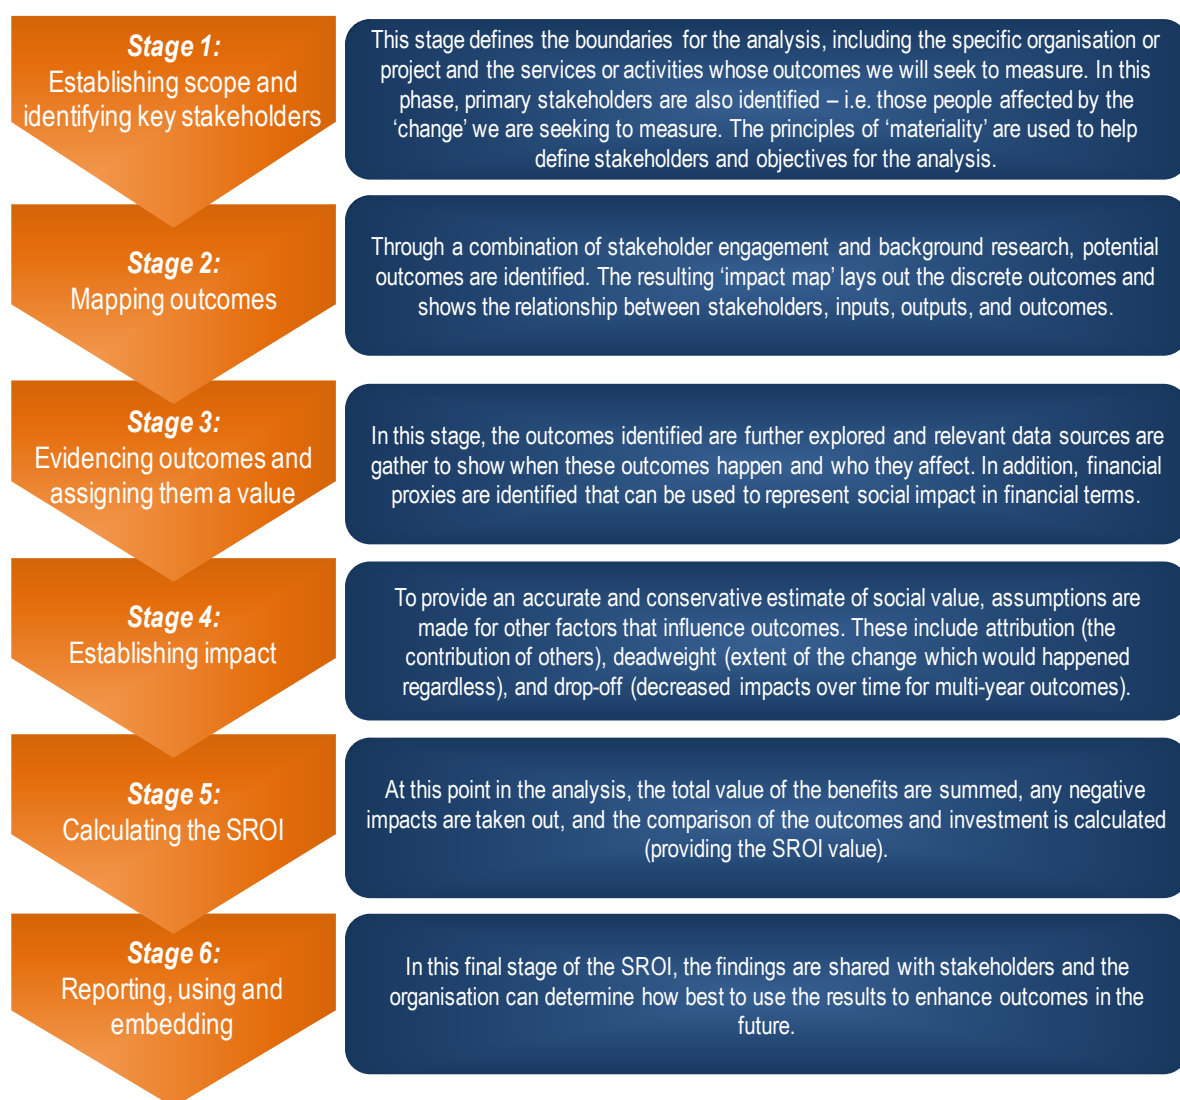 Stage 1:
Establishing scope and
identifying key stakeholders
This stage defines the boundaries for the analysis, including the specific organisation or
project and the services or activities whose outcomes we will seek to measure. In this
phase, primary stakeholders are also identified – i.e. those people affected by the
‘change’ we are seeking to measure. The principles of ‘materiality’ are used to help
define stakeholders and objectives for the analysis.
Stage 2:
Mapping outcomes
Through a combination of stakeholder engagement and background research, potential
outcomes are identified. The resulting ‘impact map’ lays out the discrete outcomes and
shows the relationship between stakeholders, inputs, outputs, and outcomes.
Stage 3:
Evidencing outcomes and
assigning them a value
In this stage, the outcomes identified are further explored and relevant data sources are
gather to show when these outcomes happen and who they affect. In addition, financial
proxies are identified that can be used to represent social impact in financial terms.
Stage 4:
Establishing impact
To provide an accurate and conservative estimate of social value, assumptions are
made for other factors that influence outcomes. These include attribution (the
contribution of others), deadweight (extent of the change which would happened
regardless), and drop-off (decreased impacts over time for multi-year outcomes).
Stage 5:
Calculating the SROI
At this point in the analysis, the total value of the benefits are summed, any negative
impacts are taken out, and the comparison of the outcomes and investment is calculated
(providing the SROI value).
Stage 6:
Reporting, using and
embedding
In this final stage of the SROI, the findings are shared with stakeholders and the
organisation can determine how best to use the results to enhance outcomes in the
future.